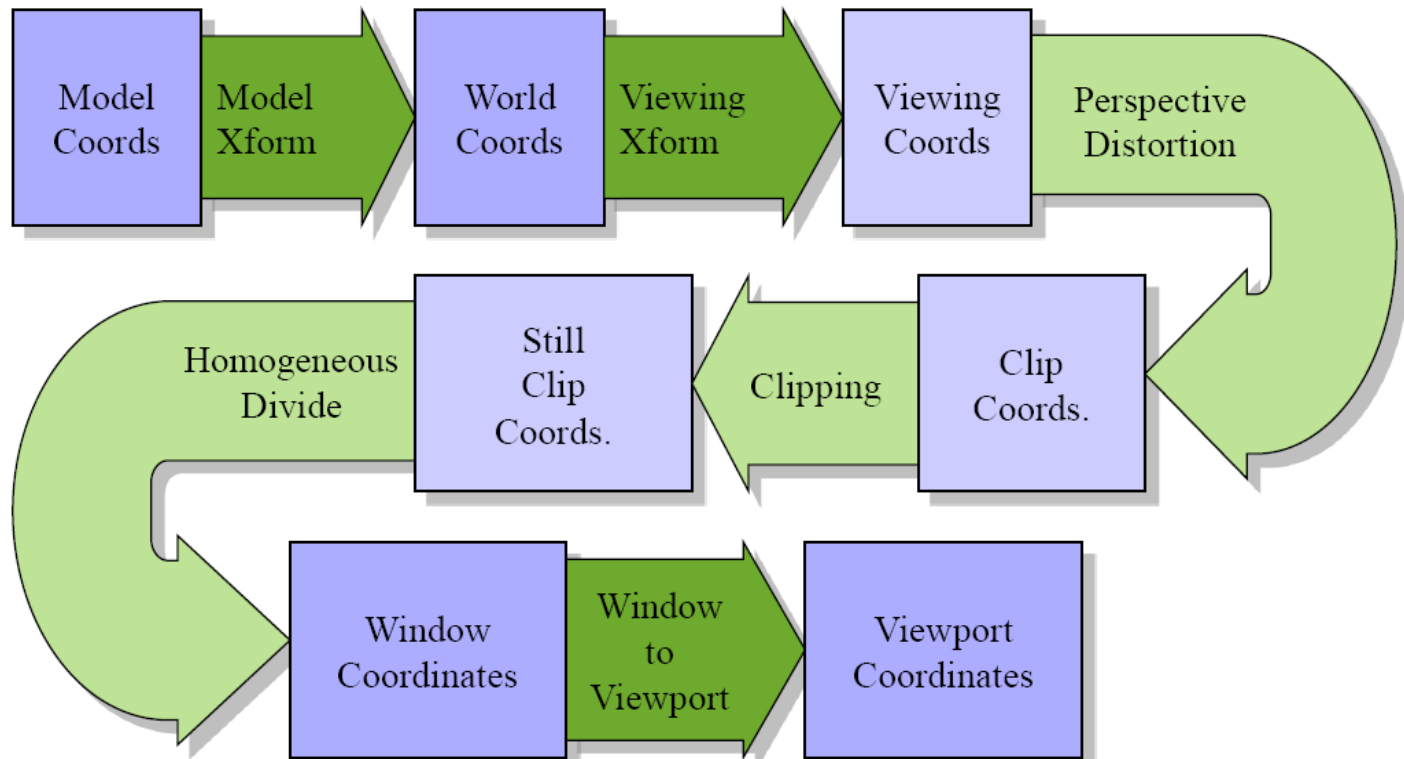 Model
Coords
Model
Xform
World
Coords
Viewing
Xform
Viewing
Coords
Perspective
Distortion
Clip
Coords.
Clipping
Still
Clip
Coords.
Homogeneous
Divide
Window
Coordinates
Window
to
Viewport
Viewport
Coordinates